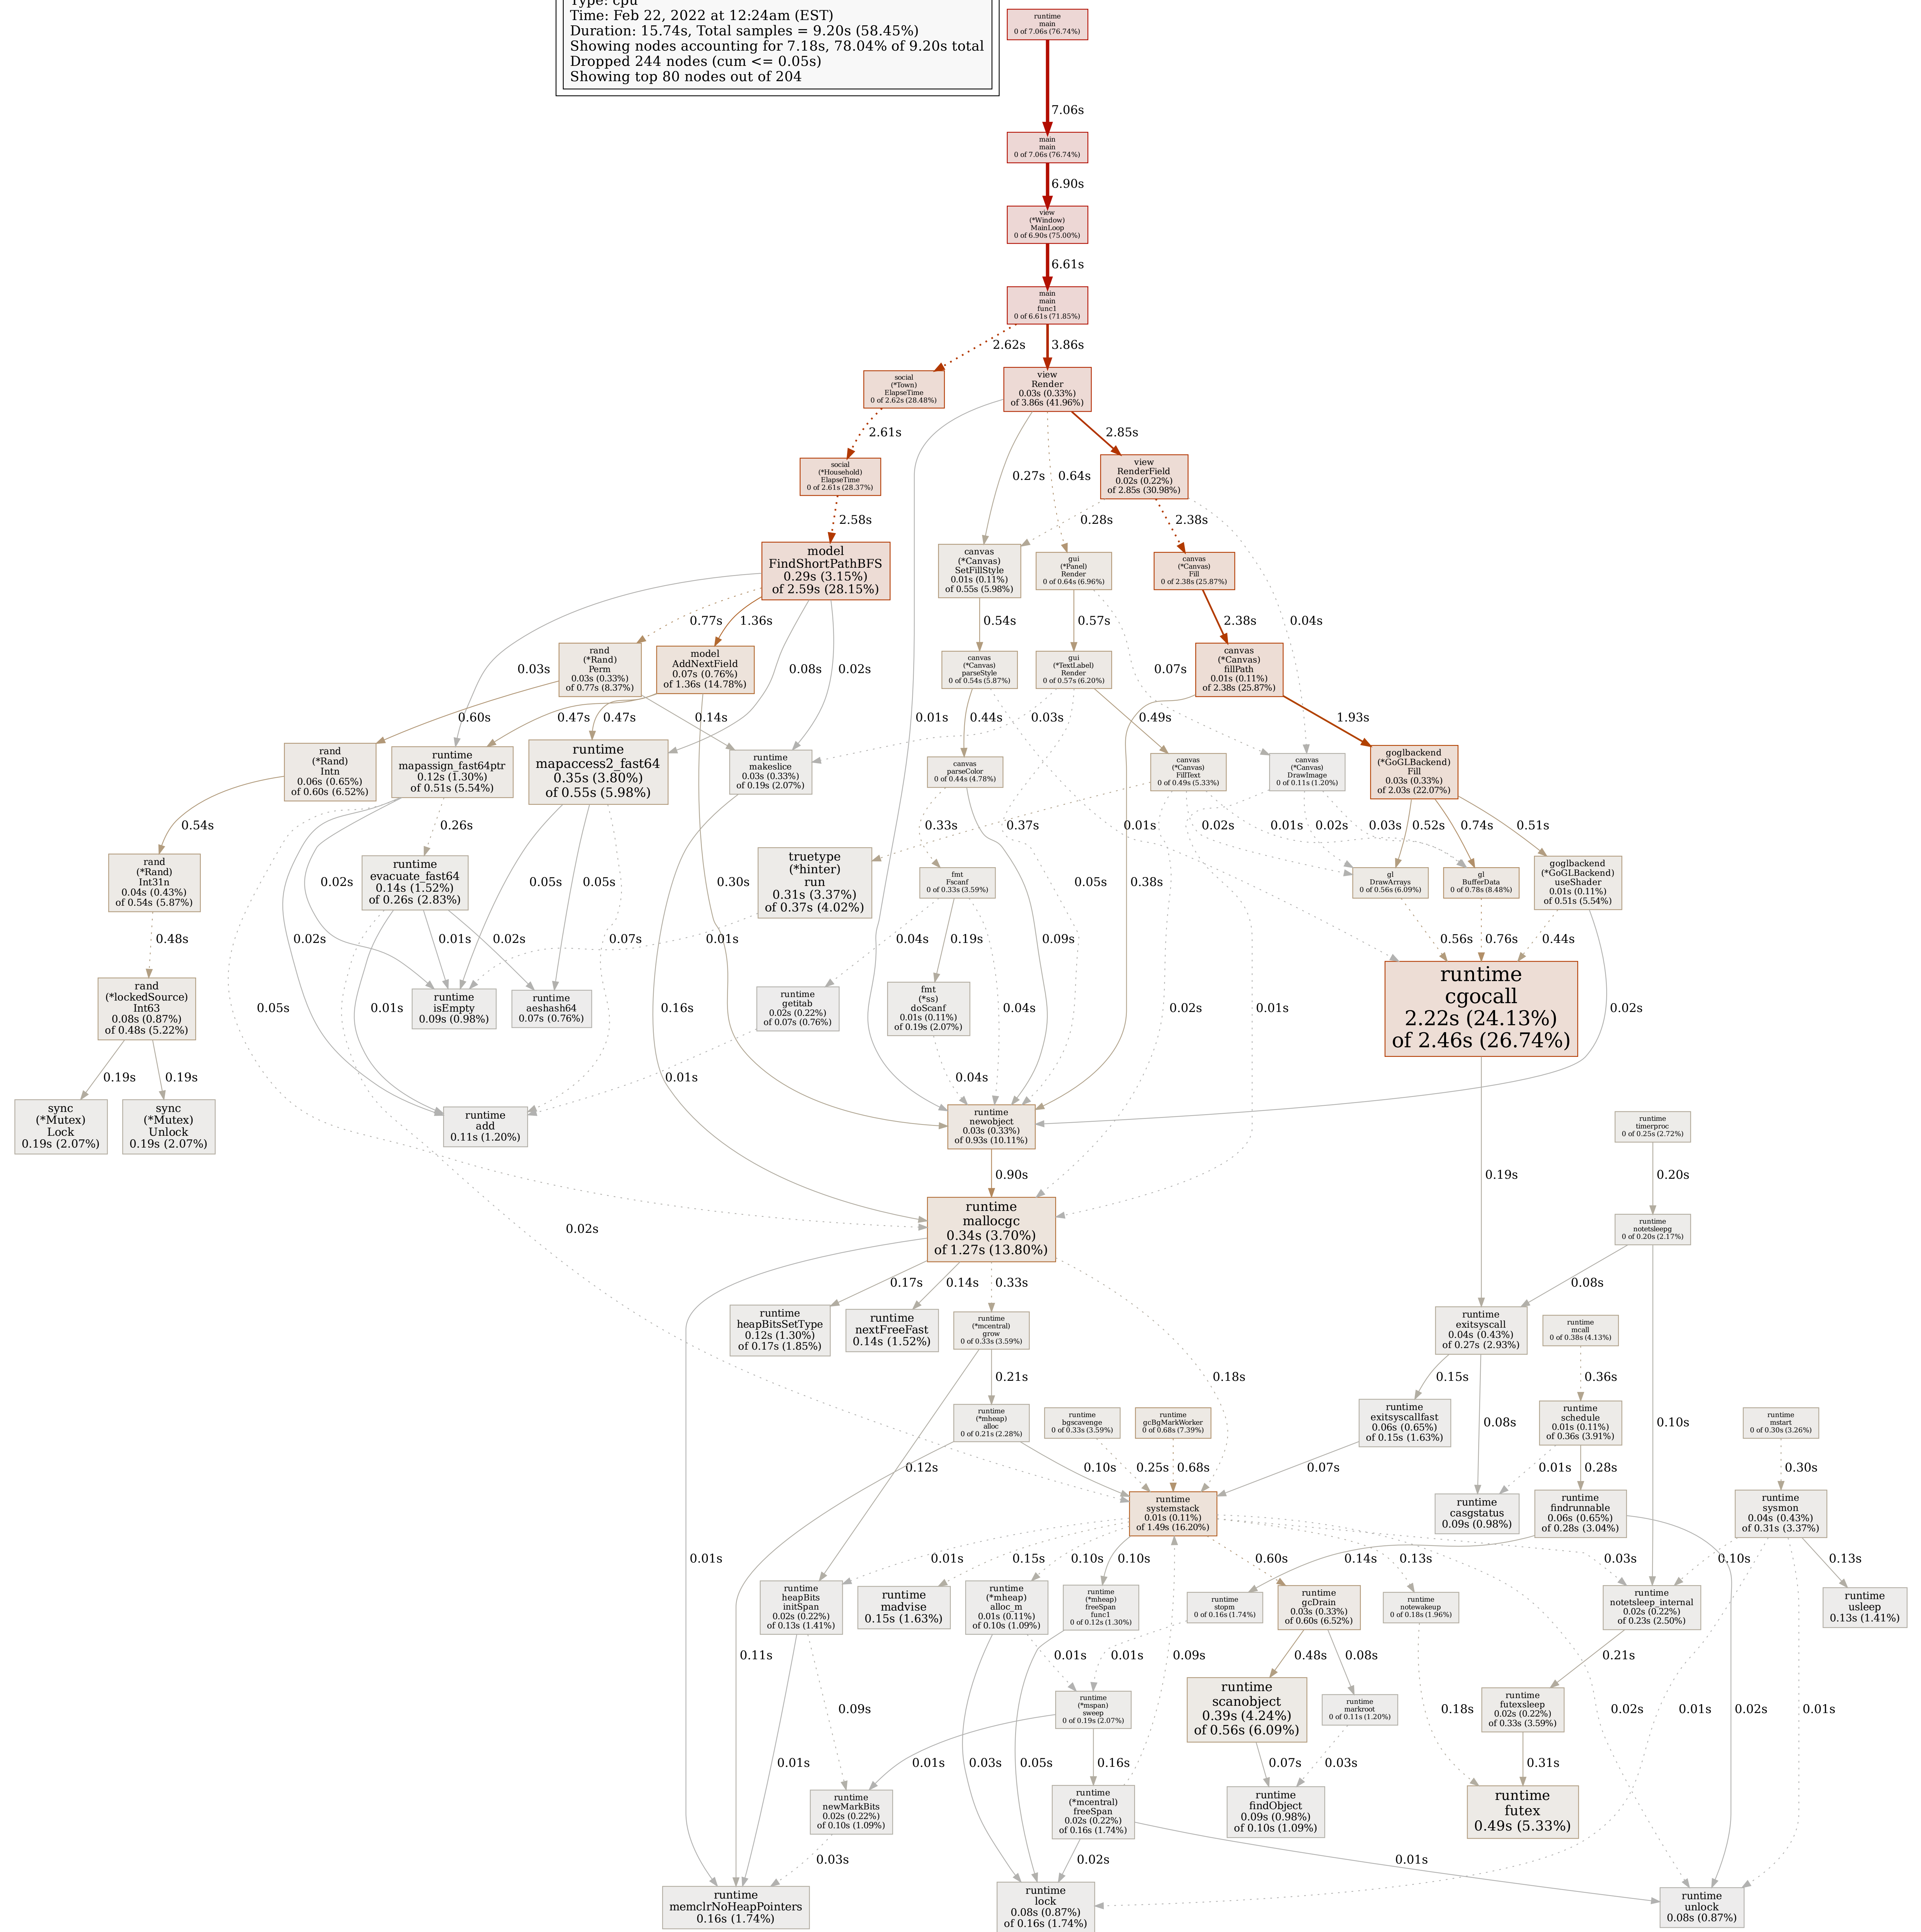 Type: cpu
Time: Feb 22, 2022 at 12:24am (EST)
Duration: 15.74s, Total samples = 9.20s (58.45%)
Showing nodes accounting for 7.18s, 78.04% of 9.20s total
Dropped 244 nodes (cum <= 0.05s)
Showing top 80 nodes out of 204
runtime
main
0 of 7.06s (76.74%)
7.06s
main
main
0 of 7.06s (76.74%)
6.90s
view
(*Window)
MainLoop
0 of 6.90s (75.00%)
6.61s
main
main
func1
0 of 6.61s (71.85%)
2.62s
3.86s
social
(*Town)
ElapseTime
0 of 2.62s (28.48%)
view
Render
0.03s (0.33%)
of 3.86s (41.96%)
2.61s
2.85s
social
(*Household)
ElapseTime
0 of 2.61s (28.37%)
0.27s
0.64s
view
RenderField
0.02s (0.22%)
of 2.85s (30.98%)
2.58s
0.28s
2.38s
model
FindShortPathBFS
0.29s (3.15%)
of 2.59s (28.15%)
canvas
(*Canvas)
SetFillStyle
0.01s (0.11%)
of 0.55s (5.98%)
gui
(*Panel)
Render
0 of 0.64s (6.96%)
canvas
(*Canvas)
Fill
0 of 2.38s (25.87%)
0.77s
1.36s
0.54s
0.57s
2.38s
0.04s
rand
(*Rand)
Perm
0.03s (0.33%)
of 0.77s (8.37%)
model
AddNextField
0.07s (0.76%)
of 1.36s (14.78%)
canvas
(*Canvas)
parseStyle
0 of 0.54s (5.87%)
gui
(*TextLabel)
Render
0 of 0.57s (6.20%)
canvas
(*Canvas)
fillPath
0.01s (0.11%)
of 2.38s (25.87%)
0.03s
0.08s
0.02s
0.07s
0.60s
0.47s
0.47s
0.14s
0.01s
0.44s
0.03s
0.49s
1.93s
rand
(*Rand)
Intn
0.06s (0.65%)
of 0.60s (6.52%)
runtime
mapassign_fast64ptr
0.12s (1.30%)
of 0.51s (5.54%)
runtime
mapaccess2_fast64
0.35s (3.80%)
of 0.55s (5.98%)
runtime
makeslice
0.03s (0.33%)
of 0.19s (2.07%)
canvas
parseColor
0 of 0.44s (4.78%)
canvas
(*Canvas)
FillText
0 of 0.49s (5.33%)
canvas
(*Canvas)
DrawImage
0 of 0.11s (1.20%)
goglbackend
(*GoGLBackend)
Fill
0.03s (0.33%)
of 2.03s (22.07%)
0.54s
0.26s
0.33s
0.37s
0.01s
0.02s
0.01s
0.02s
0.03s
0.52s
0.74s
0.51s
rand
(*Rand)
Int31n
0.04s (0.43%)
of 0.54s (5.87%)
runtime
evacuate_fast64
0.14s (1.52%)
of 0.26s (2.83%)
truetype
(*hinter)
run
0.31s (3.37%)
of 0.37s (4.02%)
fmt
Fscanf
0 of 0.33s (3.59%)
gl
DrawArrays
0 of 0.56s (6.09%)
gl
BufferData
0 of 0.78s (8.48%)
goglbackend
(*GoGLBackend)
useShader
0.01s (0.11%)
of 0.51s (5.54%)
0.02s
0.05s
0.05s
0.30s
0.05s
0.38s
0.48s
0.02s
0.01s
0.02s
0.07s
0.01s
0.04s
0.19s
0.09s
0.56s
0.76s
0.44s
rand
(*lockedSource)
Int63
0.08s (0.87%)
of 0.48s (5.22%)
runtime
isEmpty
0.09s (0.98%)
runtime
aeshash64
0.07s (0.76%)
runtime
getitab
0.02s (0.22%)
of 0.07s (0.76%)
fmt
(*ss)
doScanf
0.01s (0.11%)
of 0.19s (2.07%)
runtime
cgocall
2.22s (24.13%)
of 2.46s (26.74%)
0.05s
0.01s
0.16s
0.04s
0.02s
0.01s
0.02s
0.19s
0.19s
0.01s
0.04s
sync
(*Mutex)
Lock
0.19s (2.07%)
sync
(*Mutex)
Unlock
0.19s (2.07%)
runtime
add
0.11s (1.20%)
runtime
newobject
0.03s (0.33%)
of 0.93s (10.11%)
runtime
timerproc
0 of 0.25s (2.72%)
0.90s
0.19s
0.20s
0.02s
runtime
mallocgc
0.34s (3.70%)
of 1.27s (13.80%)
runtime
notetsleepg
0 of 0.20s (2.17%)
0.17s
0.14s
0.33s
0.08s
runtime
heapBitsSetType
0.12s (1.30%)
of 0.17s (1.85%)
runtime
nextFreeFast
0.14s (1.52%)
runtime
(*mcentral)
grow
0 of 0.33s (3.59%)
runtime
exitsyscall
0.04s (0.43%)
of 0.27s (2.93%)
runtime
mcall
0 of 0.38s (4.13%)
0.21s
0.18s
0.15s
0.36s
runtime
(*mheap)
alloc
0 of 0.21s (2.28%)
runtime
bgscavenge
0 of 0.33s (3.59%)
runtime
gcBgMarkWorker
0 of 0.68s (7.39%)
runtime
exitsyscallfast
0.06s (0.65%)
of 0.15s (1.63%)
0.08s
runtime
schedule
0.01s (0.11%)
of 0.36s (3.91%)
0.10s
runtime
mstart
0 of 0.30s (3.26%)
0.12s
0.10s
0.25s
0.68s
0.07s
0.01s
0.28s
0.30s
runtime
systemstack
0.01s (0.11%)
of 1.49s (16.20%)
runtime
casgstatus
0.09s (0.98%)
runtime
findrunnable
0.06s (0.65%)
of 0.28s (3.04%)
runtime
sysmon
0.04s (0.43%)
of 0.31s (3.37%)
0.01s
0.01s
0.15s
0.10s
0.10s
0.60s
0.14s
0.13s
0.03s
0.10s
0.13s
runtime
heapBits
initSpan
0.02s (0.22%)
of 0.13s (1.41%)
runtime
madvise
0.15s (1.63%)
runtime
(*mheap)
alloc_m
0.01s (0.11%)
of 0.10s (1.09%)
runtime
(*mheap)
freeSpan
func1
0 of 0.12s (1.30%)
runtime
stopm
0 of 0.16s (1.74%)
runtime
gcDrain
0.03s (0.33%)
of 0.60s (6.52%)
runtime
notewakeup
0 of 0.18s (1.96%)
runtime
notetsleep_internal
0.02s (0.22%)
of 0.23s (2.50%)
runtime
usleep
0.13s (1.41%)
0.11s
0.01s
0.01s
0.09s
0.48s
0.08s
0.21s
runtime
scanobject
0.39s (4.24%)
of 0.56s (6.09%)
runtime
(*mspan)
sweep
0 of 0.19s (2.07%)
runtime
markroot
0 of 0.11s (1.20%)
runtime
futexsleep
0.02s (0.22%)
of 0.33s (3.59%)
0.09s
0.18s
0.02s
0.01s
0.02s
0.01s
0.01s
0.01s
0.03s
0.05s
0.16s
0.07s
0.03s
0.31s
runtime
newMarkBits
0.02s (0.22%)
of 0.10s (1.09%)
runtime
(*mcentral)
freeSpan
0.02s (0.22%)
of 0.16s (1.74%)
runtime
findObject
0.09s (0.98%)
of 0.10s (1.09%)
runtime
futex
0.49s (5.33%)
0.03s
0.02s
0.01s
runtime
memclrNoHeapPointers
0.16s (1.74%)
runtime
lock
0.08s (0.87%)
of 0.16s (1.74%)
runtime
unlock
0.08s (0.87%)